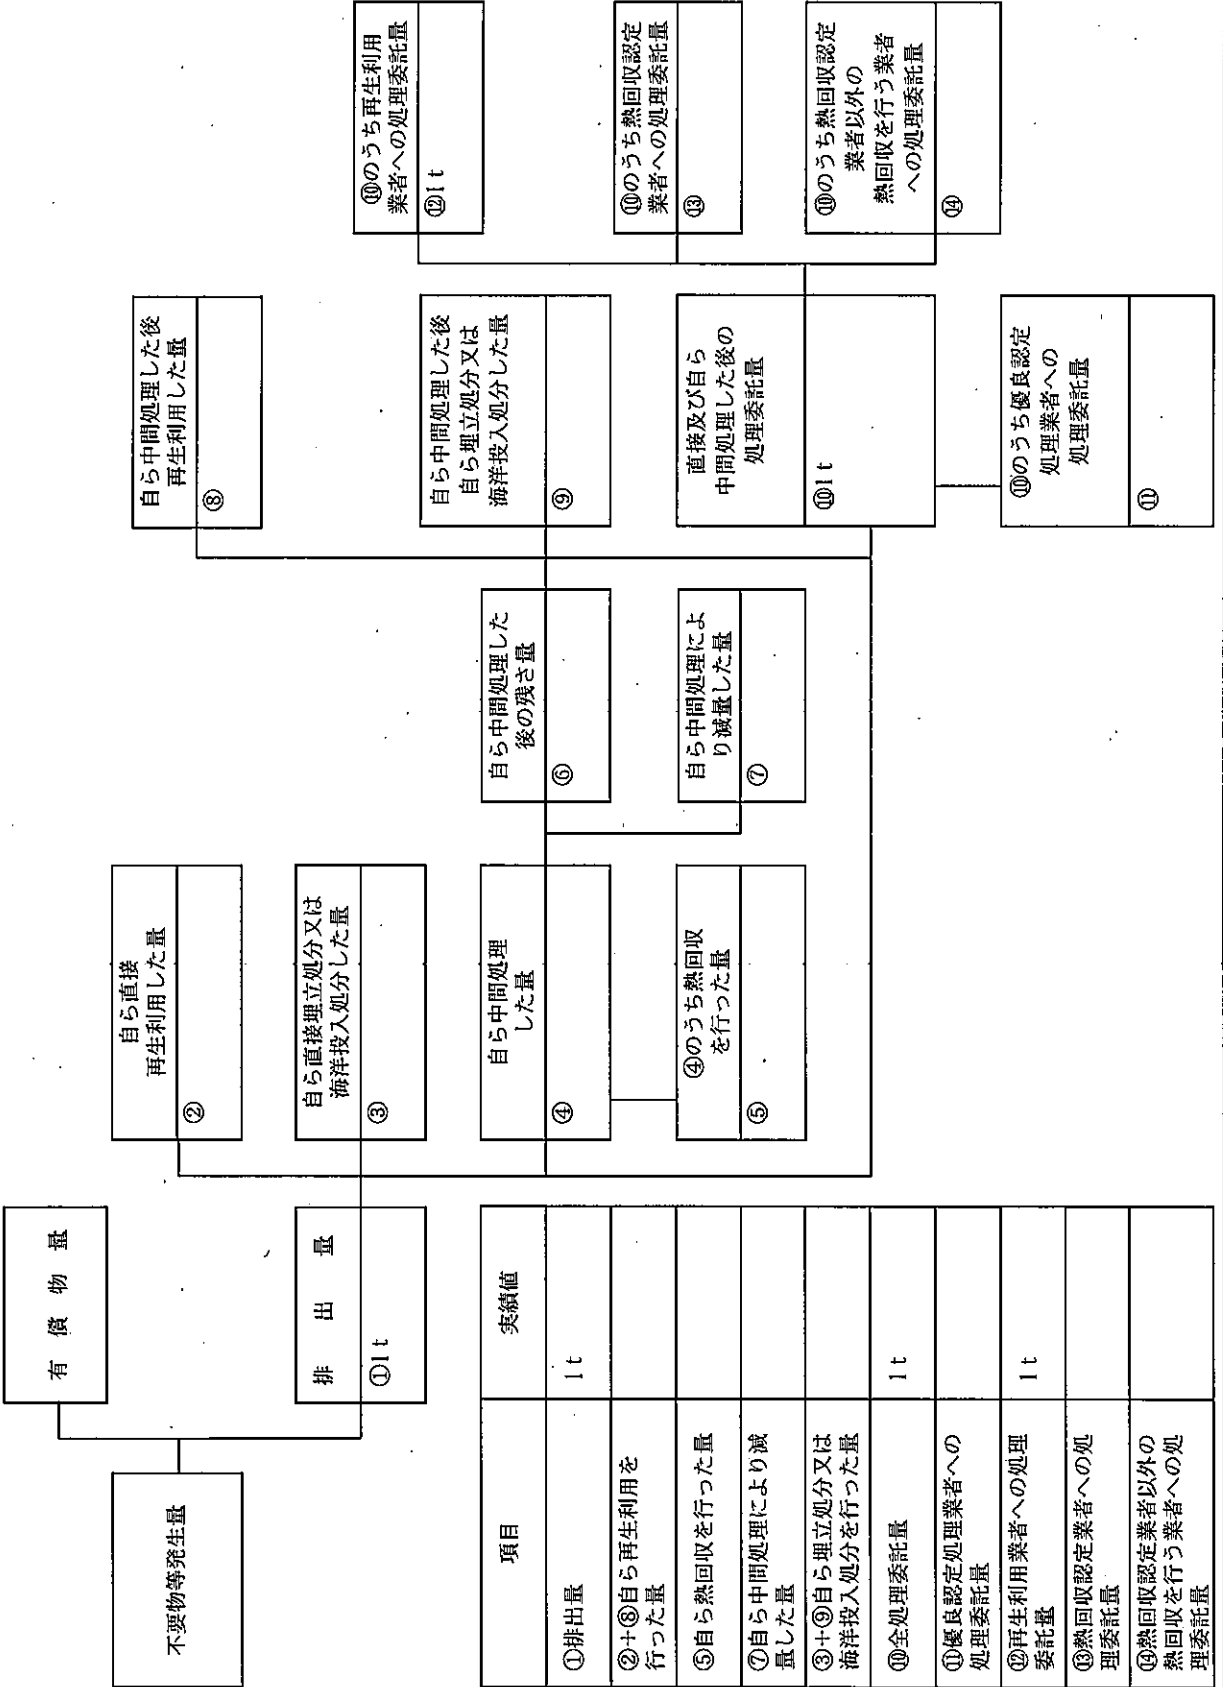 不要物等発生量
有償物量
排出量
①1t
自ら直接
再生利用した量
②
自ら直接埋立処分又は
海洋投入処分した量
③
自ら中間処理
した量
④
④のうち熱回収
を行った量
⑤
自ら中間処理した
後の残さ量
⑥
自ら中間処理によ
り減量した量
⑦
自ら中間処理した後
再生利用した量
⑧
自ら中間処理した後
自ら埋立処分又は
海洋投入処分した量
⑨
直接及び自ら
中間処理した後の
処理委託量
⑩1t
⑩のうち優良認定
処理業者への
処理委託量
⑪
⑩のうち再生利用
業者への処理委託量
⑫1t
⑩のうち熱回収認定
業者への処理委託量
⑬
⑩のうち熱回収認定
業者以外の
熱回収を行う業者
への処理委託量
⑭
項目 実績値
①排出量 1t
②+⑧自ら再生利用を
行った量
⑤自ら熱回収を行った量
⑦自ら中間処理により減
量した量
③+⑨自ら埋立処分又は
海洋投入処分を行った量
⑩全処理委託量 1t
⑪優良認定処理業者への
処理委託量
⑫再生利用業者への処理
委託量 1t
⑬熱回収認定業者への処
理委託量
⑭熱回収認定業者以外の
熱回収を行う業者への処
理委託量